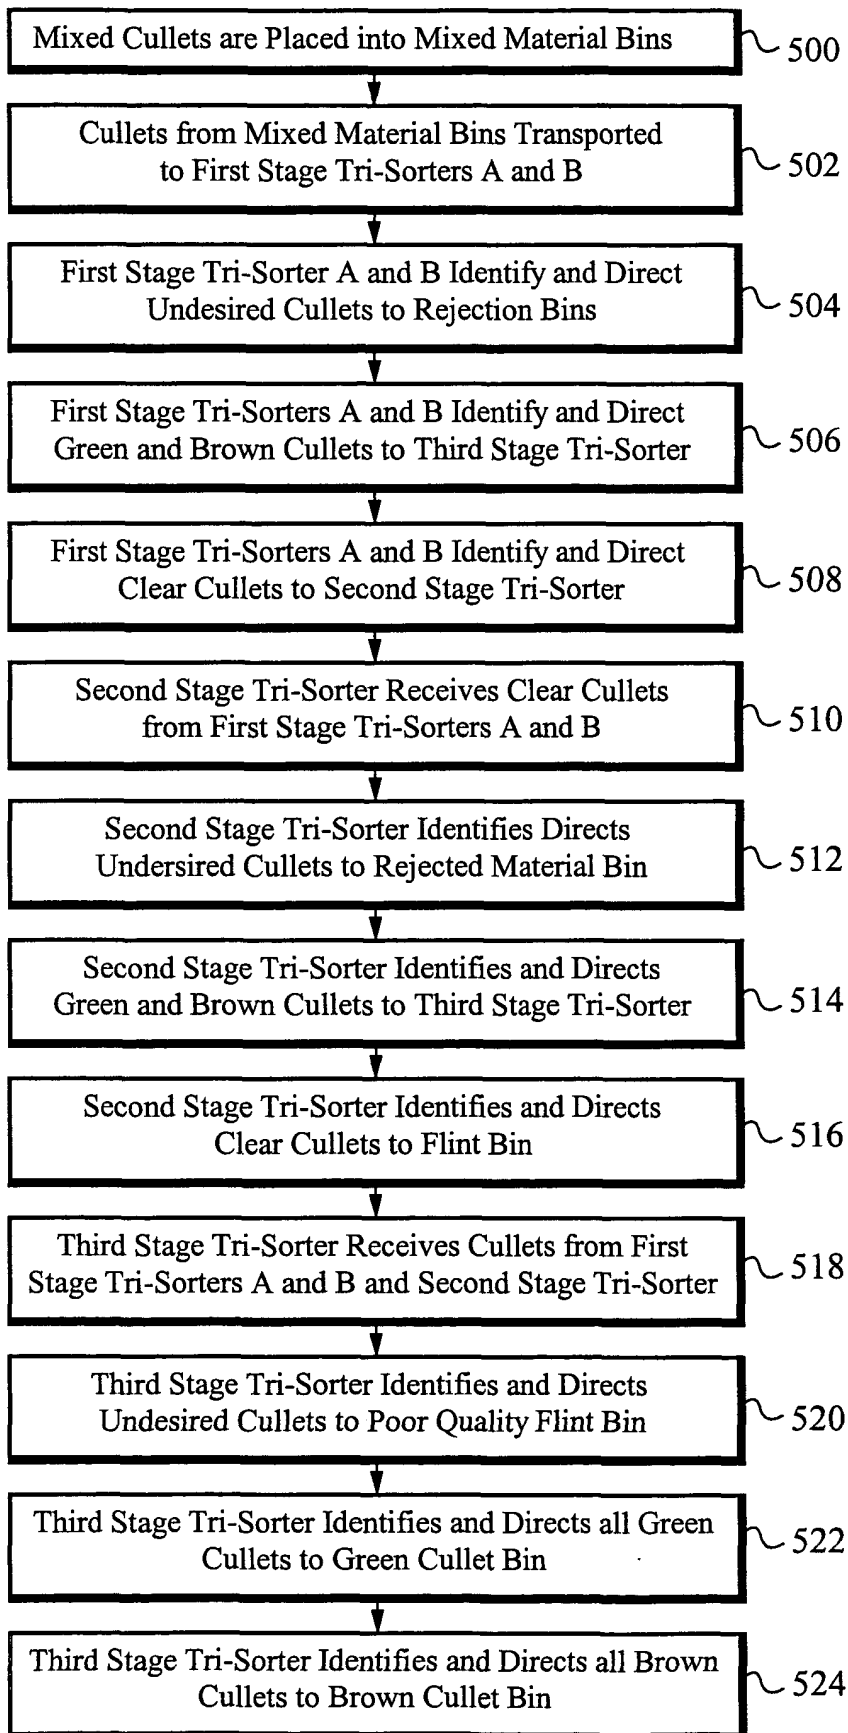 Mixed Cullets are Placed into Mixed Material Bins
500
Cullets from Mixed Material Bins Transported
to First Stage Tri-Sorters A and B
502
First Stage Tri-Sorter A and B Identify and Direct
Undesired Cullets to Rejection Bins
504
First Stage Tri-Sorters A and B Identify and Direct
Green and Brown Cullets to Third Stage Tri-Sorter
506
First Stage Tri-Sorters A and B Identify and Direct
Clear Cullets to Second Stage Tri-Sorter
508
Second Stage Tri-Sorter Receives Clear Cullets
from First Stage Tri-Sorters A and B
510
Second Stage Tri-Sorter Identifies Directs
Undersired Cullets to Rejected Material Bin
512
Second Stage Tri-Sorter Identifies and Directs
Green and Brown Cullets to Third Stage Tri-Sorter
514
Second Stage Tri-Sorter Identifies and Directs
Clear Cullets to Flint Bin
516
Third Stage Tri-Sorter Receives Cullets from First
Stage Tri-Sorters A and B and Second Stage Tri-Sorter
518
Third Stage Tri-Sorter Identifies and Directs
Undesired Cullets to Poor Quality Flint Bin
520
Third Stage Tri-Sorter Identifies and Directs all Green
Cullets to Green Cullet Bin
522
Third Stage Tri-Sorter Identifies and Directs all Brown
Cullets to Brown Cullet Bin
524